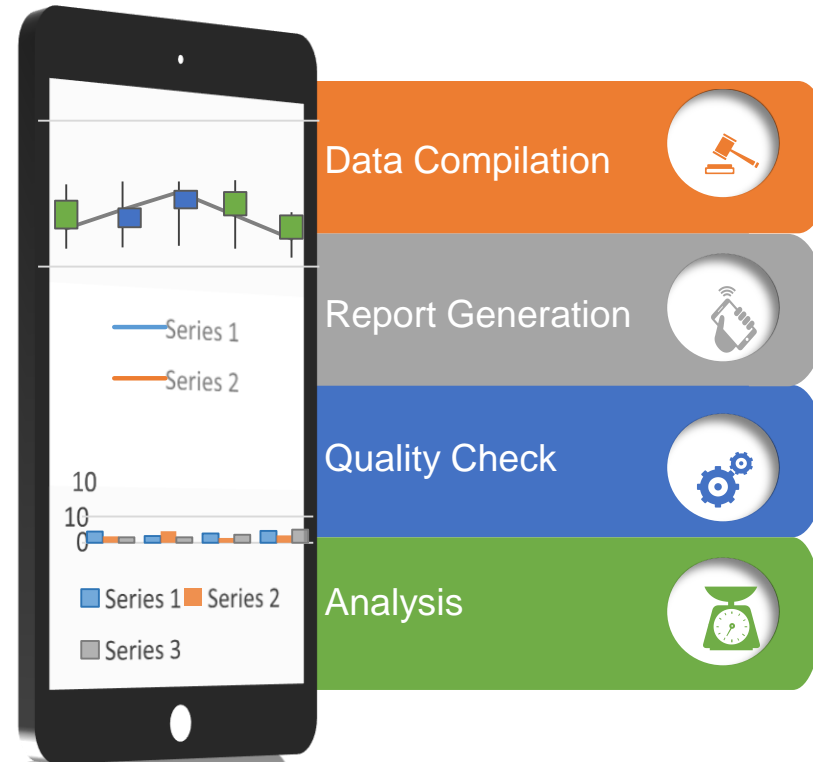 Data Compilation
Report Generation
Quality Check
Analysis
Series 1
Series 2
10
10
0
Series 1 Series 2
Series 3